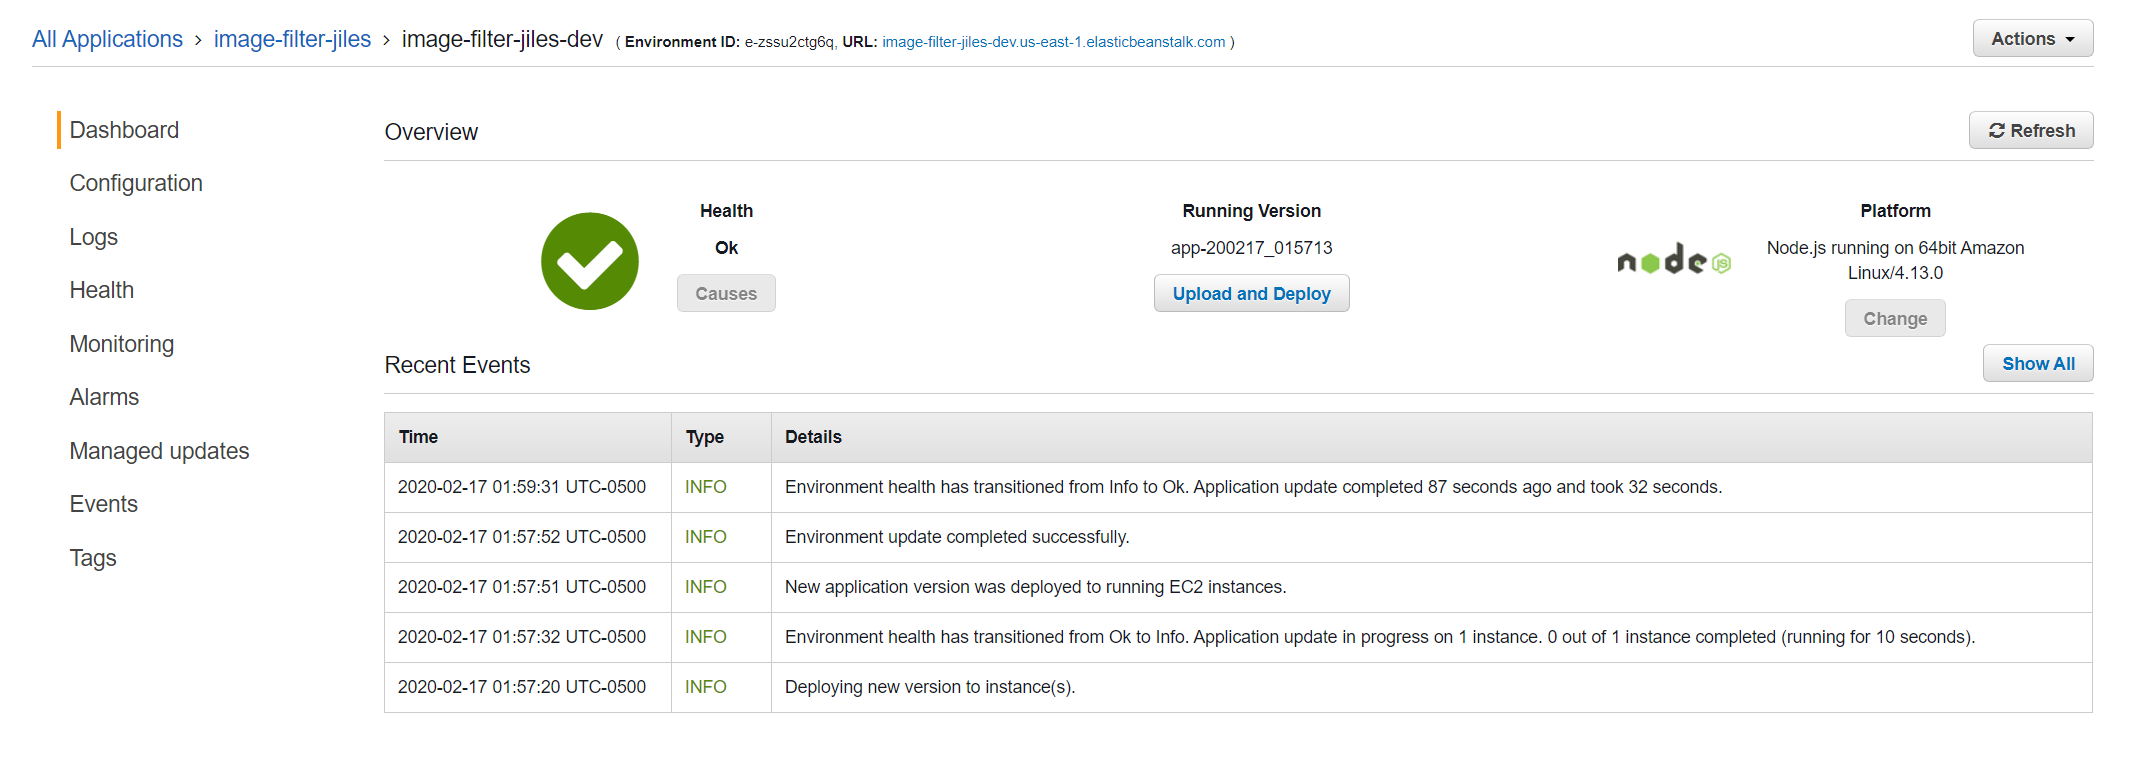 All Applications > image-filter-jiles > image-filter-jiles-dev ( Environment ID: e-zssu2ctg6q, URL: image-filter-jiles-dev.us-east-1.elasticbeanstalk.com )
Actions
Dashboard
Configuration
Logs
Health
Monitoring
Alarms
Managed updates
Events
Tags
Overview
Refresh
Health
Ok
Causes
Running Version
app-200217_015713
Upload and Deploy
node JS
Platform
Node.js running on 64bit Amazon
Linux/4.13.0
Change
Recent Events
Show All
Time Type Details
2020-02-17 01:59:31 UTC-0500 INFO Environment health has transitioned from Info to Ok. Application update completed 87 seconds ago and took 32 seconds.
2020-02-17 01:57:52 UTC-0500 INFO Environment update completed successfully.
2020-02-17 01:57:51 UTC-0500 INFO New application version was deployed to running EC2 instances.
2020-02-17 01:57:32 UTC-0500 INFO Environment health has transitioned from Ok to Info. Application update in progress on 1 instance. 0 out of 1 instance completed (running for 10 seconds).
2020-02-17 01:57:20 UTC-0500 INFO Deploying new version to instance(s).